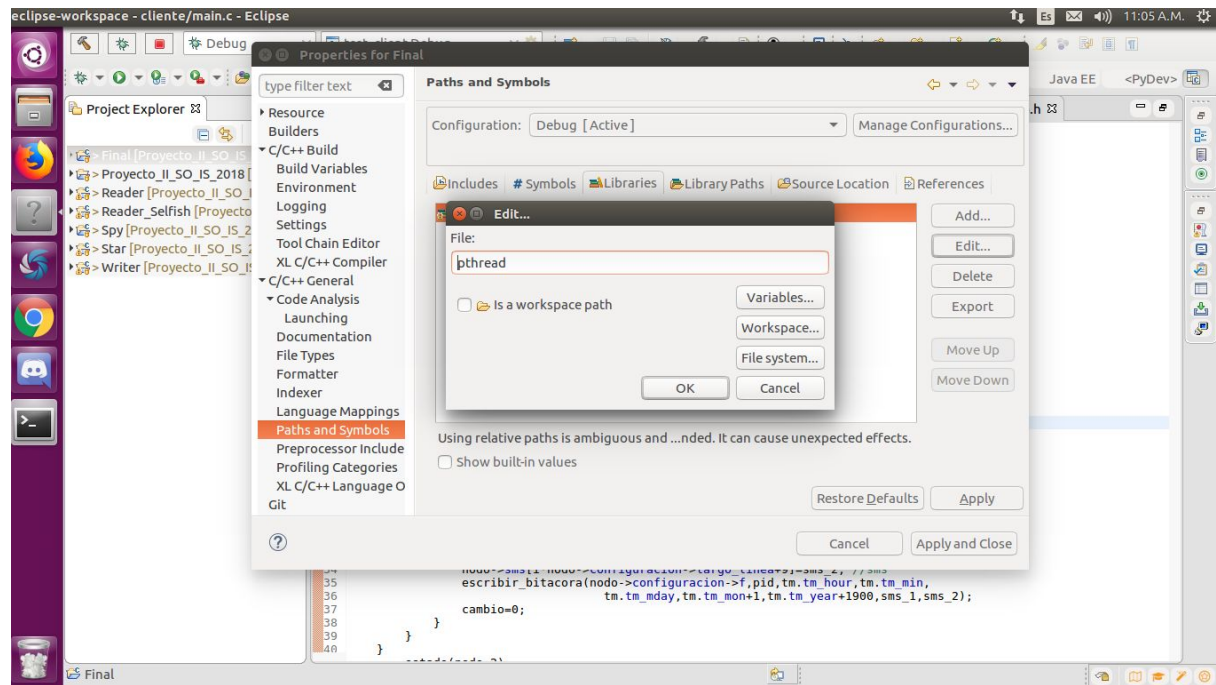 eclipse-workspace - cliente/main.c - Eclipse
Es
11:05 A.M.
Debug
Java EE
<PyDev>
Project Explorer
.h
> Final [Proyecto_II_SO_IS
> Proyecto_II_SO_IS_2018 [
> Reader [Proyecto_II_SO_I
> Reader_Selfish [Proyecto
> Spy [Proyecto_II_SO_IS_2
> Star [Proyecto_II_SO_IS_2
> Writer [Proyecto_II_SO_IS
Properties for Final
type filter text
Resource
Builders
C/C++ Build
Build Variables
Environment
Logging
Settings
Tool Chain Editor
XL C/C++ Compiler
C/C++ General
Code Analysis
Launching
Documentation
File Types
Formatter
Indexer
Language Mappings
Paths and Symbols
Preprocessor Include
Profiling Categories
XL C/C++ Language O
Git
Paths and Symbols
Configuration:
Debug [Active]
Manage Configurations...
Includes
# Symbols
Libraries
Library Paths
Source Location
References
Add...
Edit...
Delete
Export
Move Up
Move Down
Edit...
File:
pthread
Is a workspace path
Variables...
Workspace...
File system...
OK
Cancel
Using relative paths is ambiguous and ...nded. It can cause unexpected effects.
Show built-in values
Restore Defaults
Apply
Cancel
Apply and Close
35 escribir_bitacora(nodo->configuracion->f,pid,tm.tm_hour,tm.tm_min,
36 tm.tm_mday,tm.tm_mon+1,tm.tm_year+1900,sms_1,sms_2);
37 cambio=0;
38 }
39 }
40 }
Final